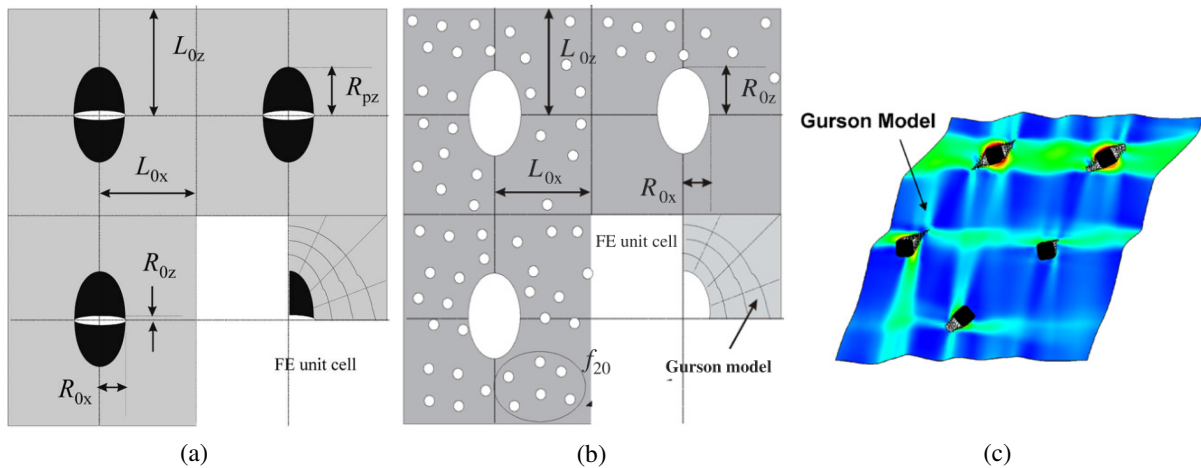 L0z
Rpz
L0x
R0z
R0x
FE unit cell
(a)
L0z
R0z
L0x
R0x
FE unit cell
f20
Gurson model
(b)
Gurson Model
(c)